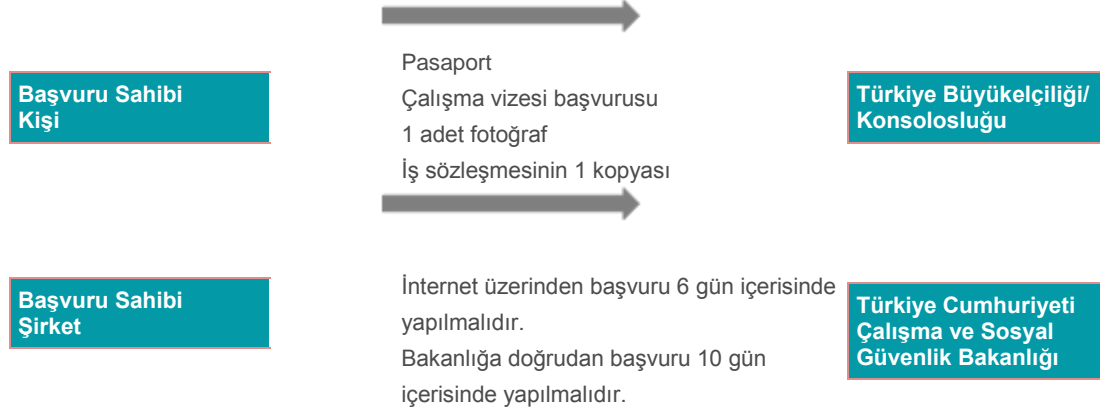 Başvuru Sahibi
Kişi
Pasaport
Çalışma vizesi başvurusu
1 adet fotoğraf
İş sözleşmesinin 1 kopyası
Türkiye Büyükelçiliği/
Konsolosluğu
Başvuru Sahibi
Şirket
İnternet üzerinden başvuru 6 gün içerisinde
yapılmalıdır.
Bakanlığa doğrudan başvuru 10 gün
içerisinde yapılmalıdır.
Türkiye Cumhuriyeti
Çalışma ve Sosyal
Güvenlik Bakanlığı